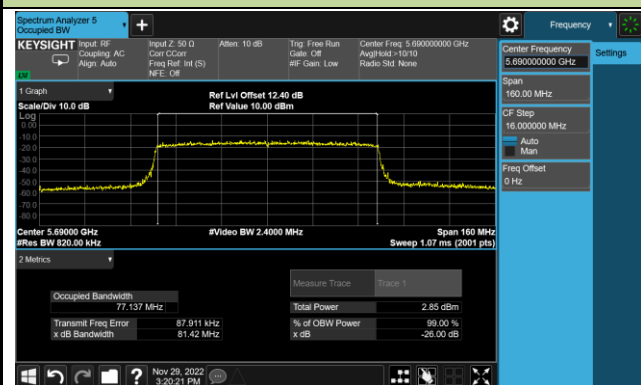 Spectrum Analyzer 5
Occupied BW
Frequency
KEYSIGHT
Input: RF
Coupling: AC
Align: Auto
Input Z: 50 Ω
Corr CCorr
Freq Ref: Int (S)
NFE: Off
Atten: 10 dB
Trig: Free Run
Gate: Off
#IF Gain: Low
Center Freq: 5.690000000 GHz
Avg|Hold:>10/10
Radio Std: None
1 Graph
Scale/Div 10.0 dB
Ref Lvl Offset 12.40 dB
Ref Value 10.00 dBm
Log
0.00
-10.0
-20.0
-30.0
-40.0
-50.0
-60.0
-70.0
-80.0
Center 5.69000 GHz
#Res BW 820.00 kHz
#Video BW 2.4000 MHz
Span 160 MHz
Sweep 1.07 ms (2001 pts)
2 Metrics
Measure Trace
Trace 1
Occupied Bandwidth
77.137 MHz
Total Power
2.85 dBm
Transmit Freq Error
87.911 kHz
% of OBW Power
99.00 %
x dB Bandwidth
81.42 MHz
x dB
-26.00 dB
Nov 29, 2022
3:20:21 PM
Center Frequency
5.690000000 GHz
Settings
Span
160.00 MHz
CF Step
16.000000 MHz
Auto
Man
Freq Offset
0 Hz